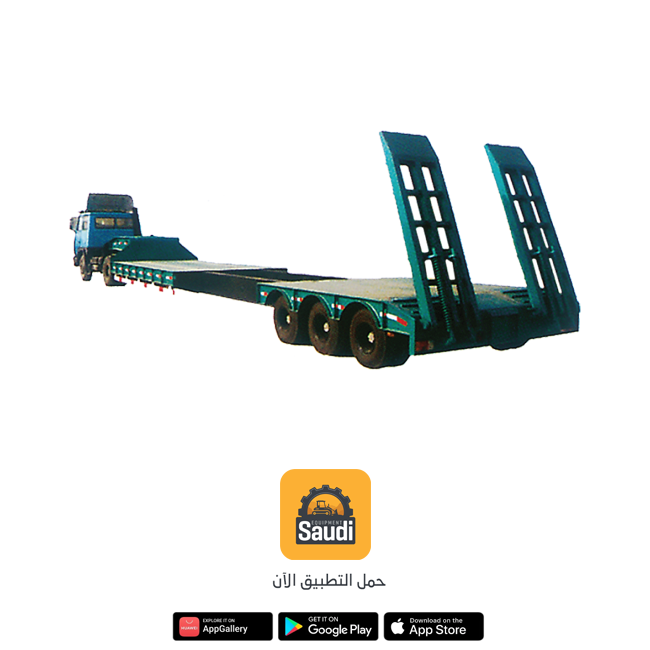 EQUIPMENT
Saudi
حمل التطبيق الآن
EXPLORE IT ON
AppGallery
GET IT ON
Google Play
Download on the
App Store